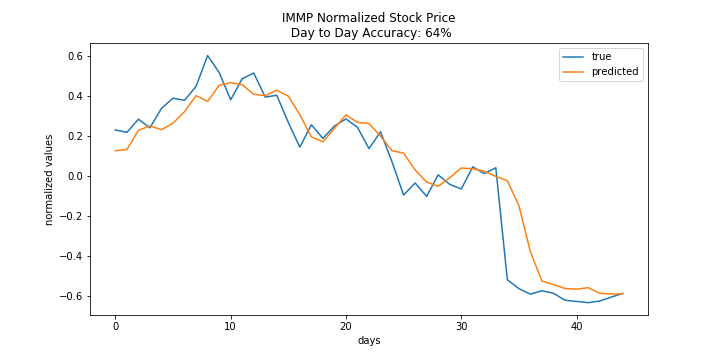 IMMP Normalized Stock Price
Day to Day Accuracy: 64%
true
predicted
normalized values
0.6
0.4
0.2
0.0
−0.2
−0.4
−0.6
0 10 20 30 40
days